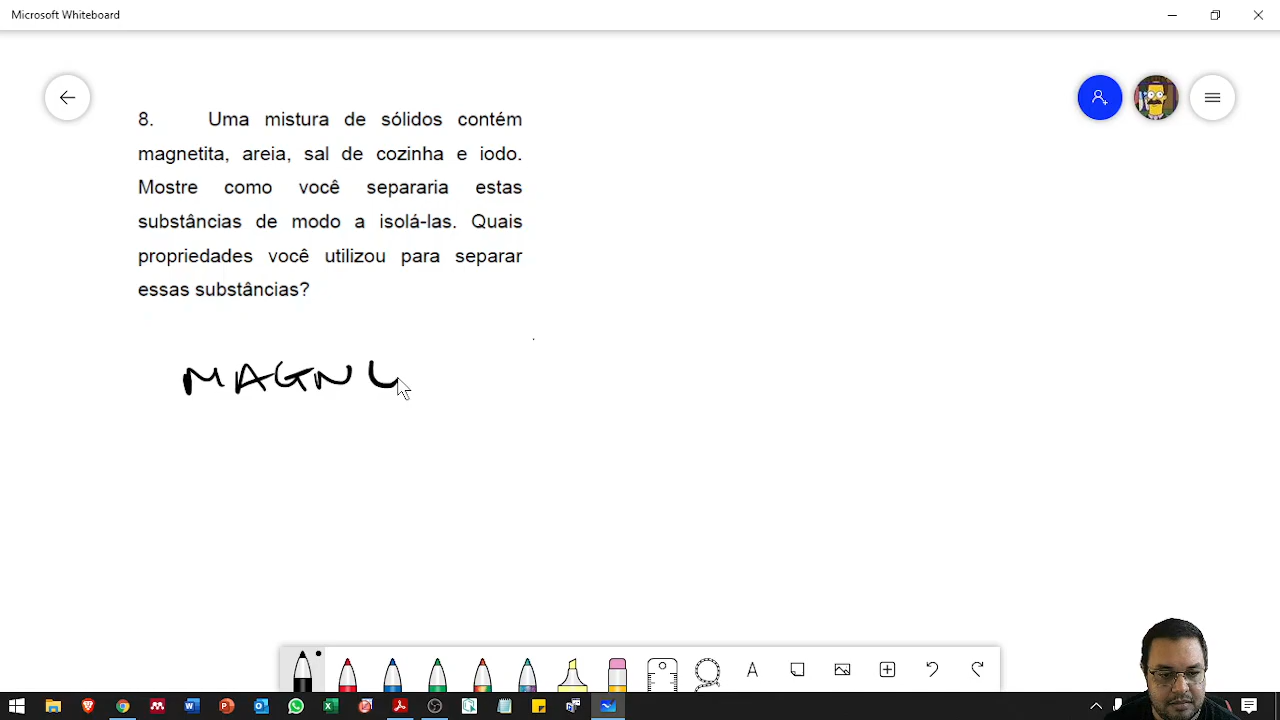 Microsoft Whiteboard
8. Uma mistura de sólidos contém
magnetita, areia, sal de cozinha e iodo.
Mostre como você separaria estas
substâncias de modo a isolá-las. Quais
propriedades você utilizou para separar
essas substâncias?